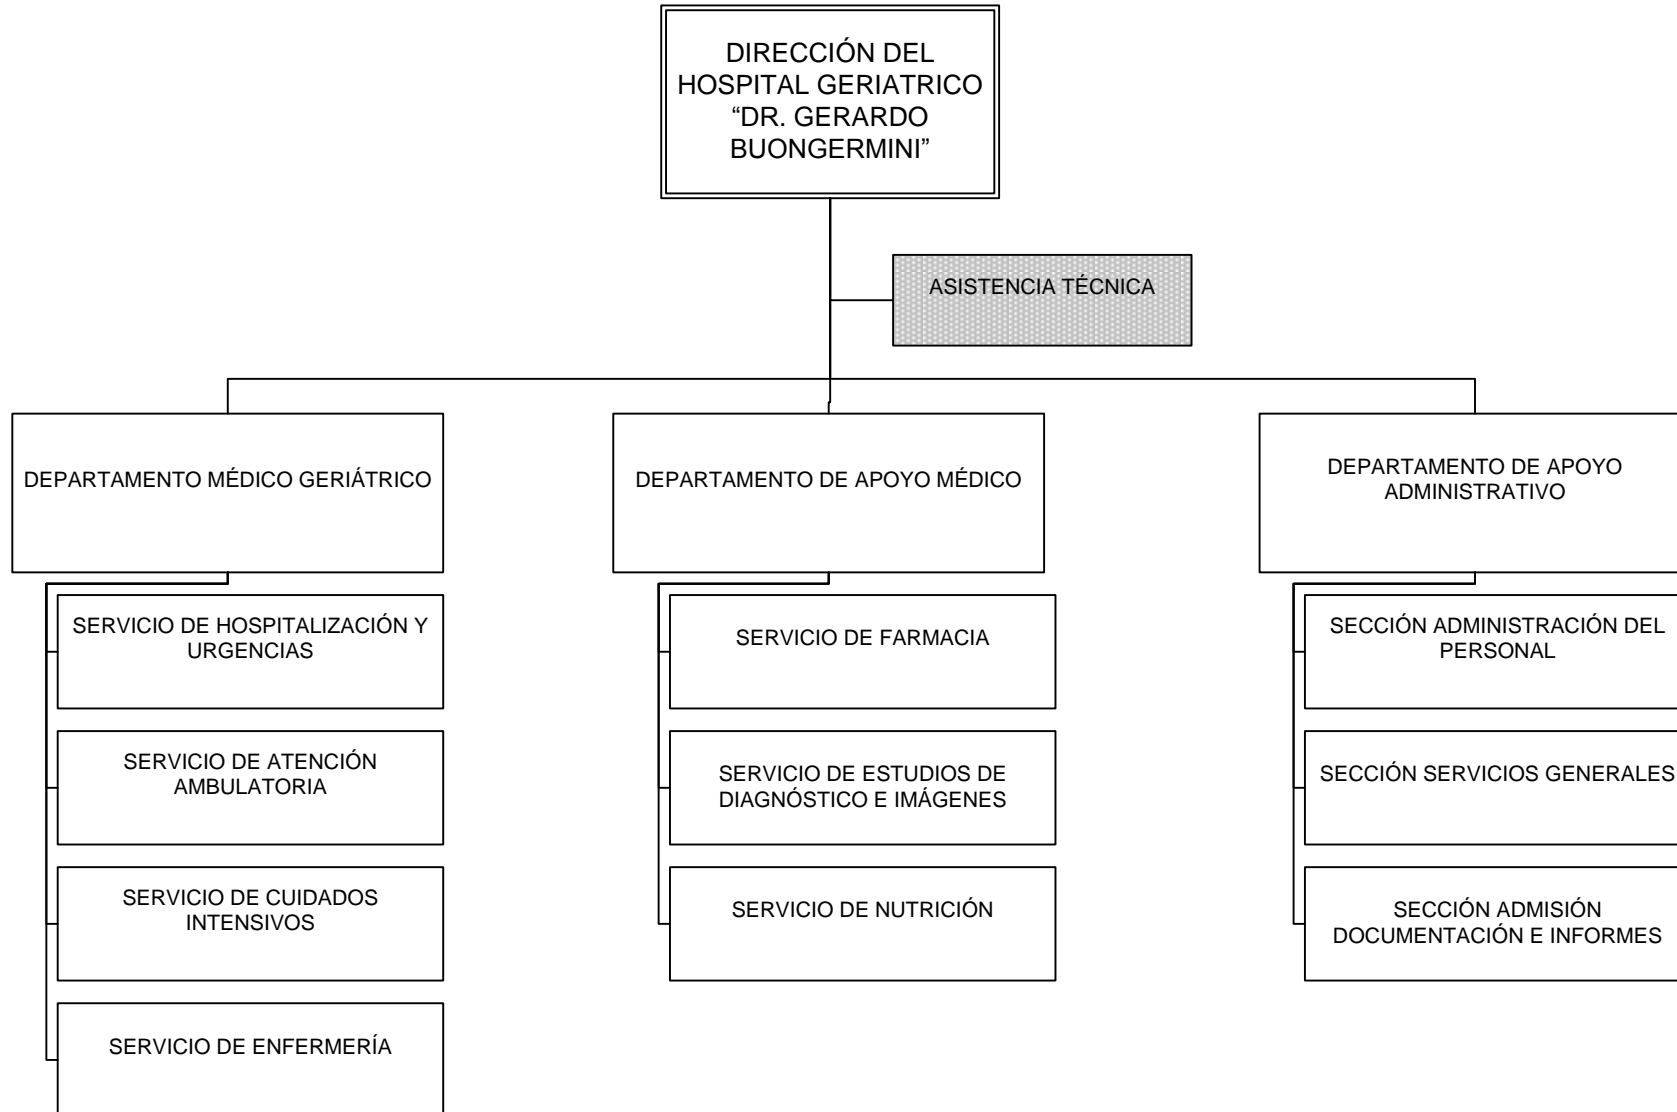 DIRECCIÓN DEL
HOSPITAL GERIATRICO
“DR. GERARDO
BUONGERMINI”
ASISTENCIA TÉCNICA
DEPARTAMENTO MÉDICO GERIÁTRICO
DEPARTAMENTO DE APOYO MÉDICO
DEPARTAMENTO DE APOYO
ADMINISTRATIVO
SERVICIO DE HOSPITALIZACIÓN Y
URGENCIAS
SERVICIO DE ATENCIÓN
AMBULATORIA
SERVICIO DE CUIDADOS
INTENSIVOS
SERVICIO DE ENFERMERÍA
SERVICIO DE FARMACIA
SERVICIO DE ESTUDIOS DE
DIAGNÓSTICO E IMÁGENES
SERVICIO DE NUTRICIÓN
SECCIÓN ADMINISTRACIÓN DEL
PERSONAL
SECCIÓN SERVICIOS GENERALES
SECCIÓN ADMISIÓN
DOCUMENTACIÓN E INFORMES